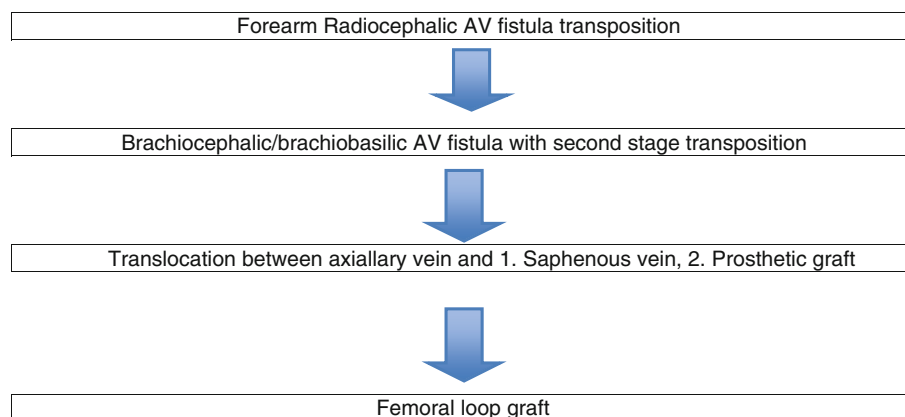 Forearm Radiocephalic AV fistula transposition
Brachiocephalic/brachiobasilic AV fistula with second stage transposition
Translocation between axiallary vein and 1. Saphenous vein, 2. Prosthetic graft
Femoral loop graft